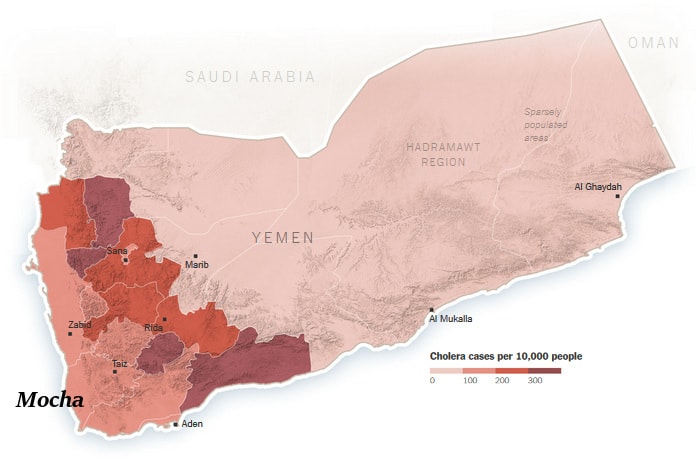 OMAN
SAUDI ARABIA
Sparsely
populated
areas
HADRAMAWT
REGION
Al Ghaydah
YEMEN
Sana
Marib
Al Mukalla
Zabid
Rida
Cholera cases per 10,000 people
Taiz
0 100 200 300
Mocha
Aden